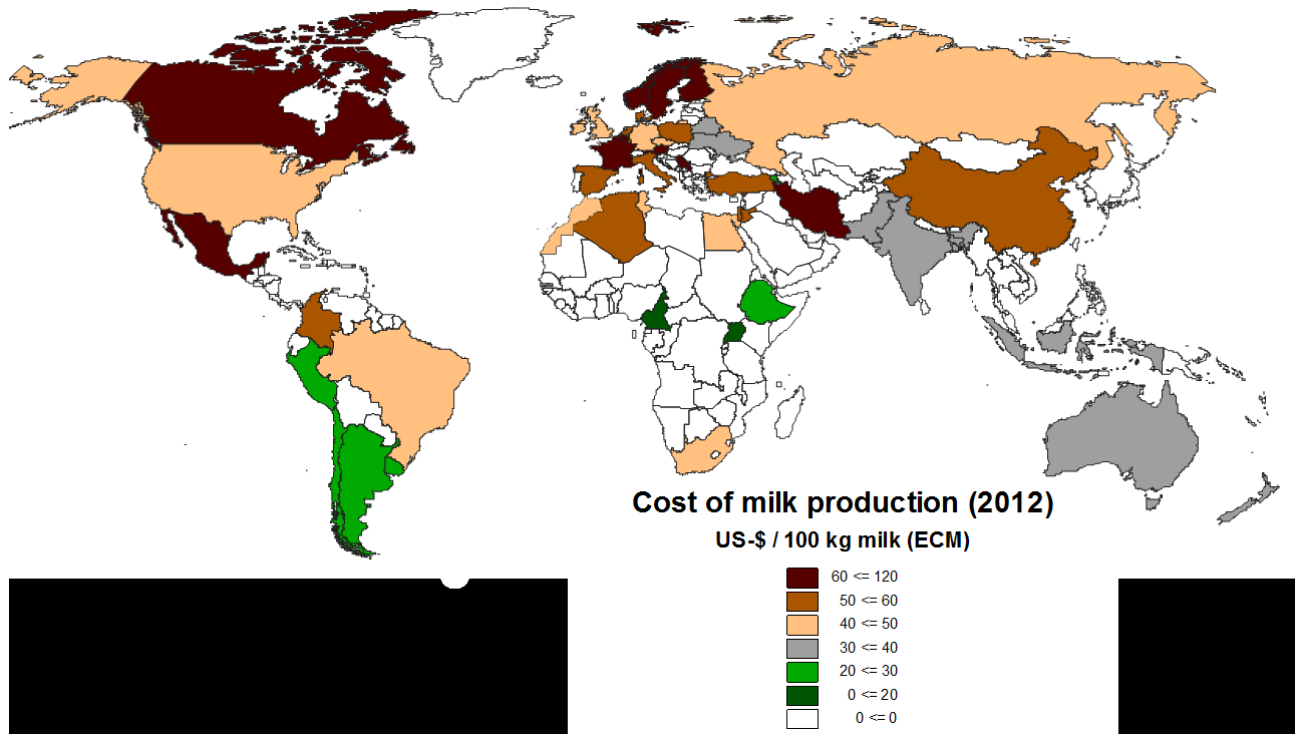 Cost of milk production (2012)
US-$ / 100 kg milk (ECM)
60 <= 120
50 <= 60
40 <= 50
30 <= 40
20 <= 30
0 <= 20
0 <= 0